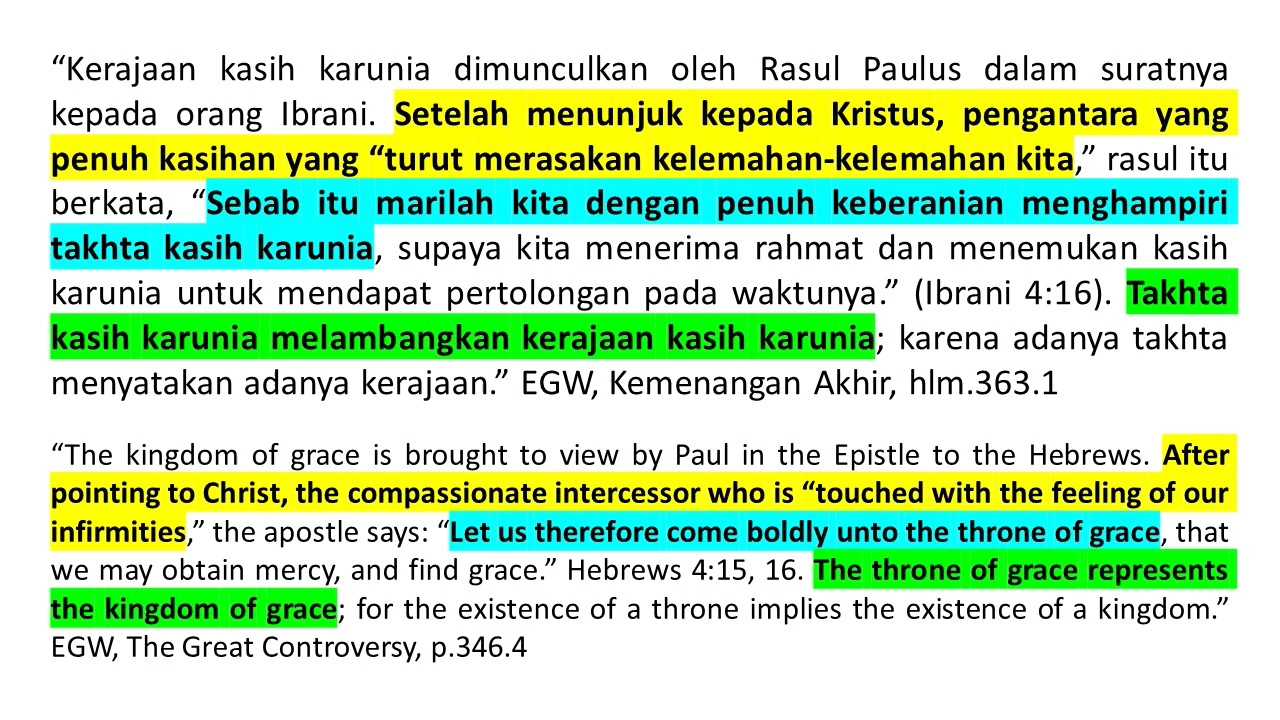 “Kerajaan kasih karunia dimunculkan oleh Rasul Paulus dalam suratnya
kepada orang Ibrani. Setelah menunjuk kepada Kristus, pengantara yang
penuh kasihan yang “turut merasakan kelemahan-kelemahan kita,” rasul itu
berkata, “Sebab itu marilah kita dengan penuh keberanian menghampiri
takhta kasih karunia, supaya kita menerima rahmat dan menemukan kasih
karunia untuk mendapat pertolongan pada waktunya.” (Ibrani 4:16). Takhta
kasih karunia melambangkan kerajaan kasih karunia; karena adanya takhta
menyatakan adanya kerajaan.” EGW, Kemenangan Akhir, hlm.363.1
“The kingdom of grace is brought to view by Paul in the Epistle to the Hebrews. After
pointing to Christ, the compassionate intercessor who is “touched with the feeling of our
infirmities,” the apostle says: “Let us therefore come boldly unto the throne of grace, that
we may obtain mercy, and find grace.” Hebrews 4:15, 16. The throne of grace represents
the kingdom of grace; for the existence of a throne implies the existence of a kingdom.”
EGW, The Great Controversy, p.346.4